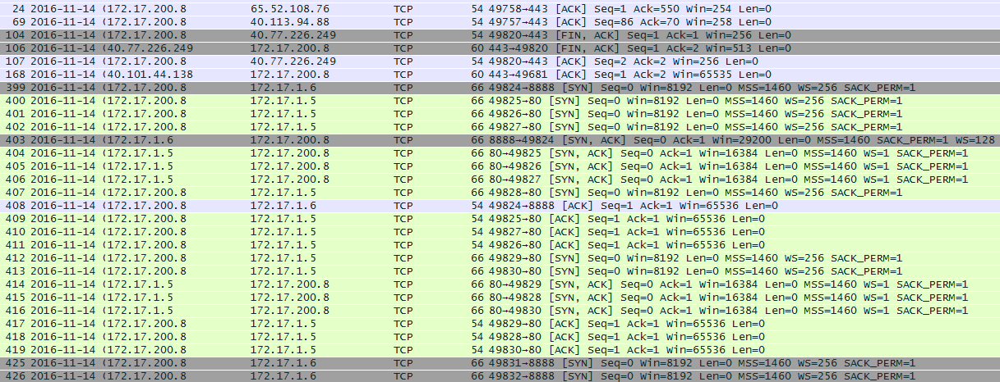 24 2016-11-14 (172.17.200.8 65.52.108.76 TCP 54 49758→443 [ACK] Seq=1 Ack=550 Win=254 Len=0
69 2016-11-14 (172.17.200.8 40.113.94.88 TCP 54 49757→443 [ACK] Seq=86 Ack=70 Win=258 Len=0
104 2016-11-14 (172.17.200.8 40.77.226.249 TCP 54 49820→443 [FIN, ACK] Seq=1 Ack=1 Win=256 Len=0
106 2016-11-14 (40.77.226.249 172.17.200.8 TCP 60 443→49820 [FIN, ACK] Seq=1 Ack=2 Win=513 Len=0
107 2016-11-14 (172.17.200.8 40.77.226.249 TCP 54 49820→443 [ACK] Seq=2 Ack=2 Win=256 Len=0
168 2016-11-14 (40.101.44.138 172.17.200.8 TCP 60 443→49681 [ACK] Seq=1 Ack=2 Win=65535 Len=0
399 2016-11-14 (172.17.200.8 172.17.1.6 TCP 66 49824→8888 [SYN] Seq=0 Win=8192 Len=0 MSS=1460 WS=256 SACK_PERM=1
400 2016-11-14 (172.17.200.8 172.17.1.5 TCP 66 49825→80 [SYN] Seq=0 Win=8192 Len=0 MSS=1460 WS=256 SACK_PERM=1
401 2016-11-14 (172.17.200.8 172.17.1.5 TCP 66 49826→80 [SYN] Seq=0 Win=8192 Len=0 MSS=1460 WS=256 SACK_PERM=1
402 2016-11-14 (172.17.200.8 172.17.1.5 TCP 66 49827→80 [SYN] Seq=0 Win=8192 Len=0 MSS=1460 WS=256 SACK_PERM=1
403 2016-11-14 (172.17.1.6 172.17.200.8 TCP 66 8888→49824 [SYN, ACK] Seq=0 Ack=1 Win=29200 Len=0 MSS=1460 SACK_PERM=1 WS=128
404 2016-11-14 (172.17.1.5 172.17.200.8 TCP 66 80→49825 [SYN, ACK] Seq=0 Ack=1 Win=16384 Len=0 MSS=1460 WS=1 SACK_PERM=1
405 2016-11-14 (172.17.1.5 172.17.200.8 TCP 66 80→49826 [SYN, ACK] Seq=0 Ack=1 Win=16384 Len=0 MSS=1460 WS=1 SACK_PERM=1
406 2016-11-14 (172.17.1.5 172.17.200.8 TCP 66 80→49827 [SYN, ACK] Seq=0 Ack=1 Win=16384 Len=0 MSS=1460 WS=1 SACK_PERM=1
407 2016-11-14 (172.17.200.8 172.17.1.5 TCP 66 49828→80 [SYN] Seq=0 Win=8192 Len=0 MSS=1460 WS=256 SACK_PERM=1
408 2016-11-14 (172.17.200.8 172.17.1.6 TCP 54 49824→8888 [ACK] Seq=1 Ack=1 Win=65536 Len=0
409 2016-11-14 (172.17.200.8 172.17.1.5 TCP 54 49825→80 [ACK] Seq=1 Ack=1 Win=65536 Len=0
410 2016-11-14 (172.17.200.8 172.17.1.5 TCP 54 49827→80 [ACK] Seq=1 Ack=1 Win=65536 Len=0
411 2016-11-14 (172.17.200.8 172.17.1.5 TCP 54 49826→80 [ACK] Seq=1 Ack=1 Win=65536 Len=0
412 2016-11-14 (172.17.200.8 172.17.1.5 TCP 66 49829→80 [SYN] Seq=0 Win=8192 Len=0 MSS=1460 WS=256 SACK_PERM=1
413 2016-11-14 (172.17.200.8 172.17.1.5 TCP 66 49830→80 [SYN] Seq=0 Win=8192 Len=0 MSS=1460 WS=256 SACK_PERM=1
414 2016-11-14 (172.17.1.5 172.17.200.8 TCP 66 80→49829 [SYN, ACK] Seq=0 Ack=1 Win=16384 Len=0 MSS=1460 WS=1 SACK_PERM=1
415 2016-11-14 (172.17.1.5 172.17.200.8 TCP 66 80→49828 [SYN, ACK] Seq=0 Ack=1 Win=16384 Len=0 MSS=1460 WS=1 SACK_PERM=1
416 2016-11-14 (172.17.1.5 172.17.200.8 TCP 66 80→49830 [SYN, ACK] Seq=0 Ack=1 Win=16384 Len=0 MSS=1460 WS=1 SACK_PERM=1
417 2016-11-14 (172.17.200.8 172.17.1.5 TCP 54 49829→80 [ACK] Seq=1 Ack=1 Win=65536 Len=0
418 2016-11-14 (172.17.200.8 172.17.1.5 TCP 54 49828→80 [ACK] Seq=1 Ack=1 Win=65536 Len=0
419 2016-11-14 (172.17.200.8 172.17.1.5 TCP 54 49830→80 [ACK] Seq=1 Ack=1 Win=65536 Len=0
425 2016-11-14 (172.17.200.8 172.17.1.6 TCP 66 49831→8888 [SYN] Seq=0 Win=8192 Len=0 MSS=1460 WS=256 SACK_PERM=1
426 2016-11-14 (172.17.200.8 172.17.1.6 TCP 66 49832→8888 [SYN] Seq=0 Win=8192 Len=0 MSS=1460 WS=256 SACK_PERM=1